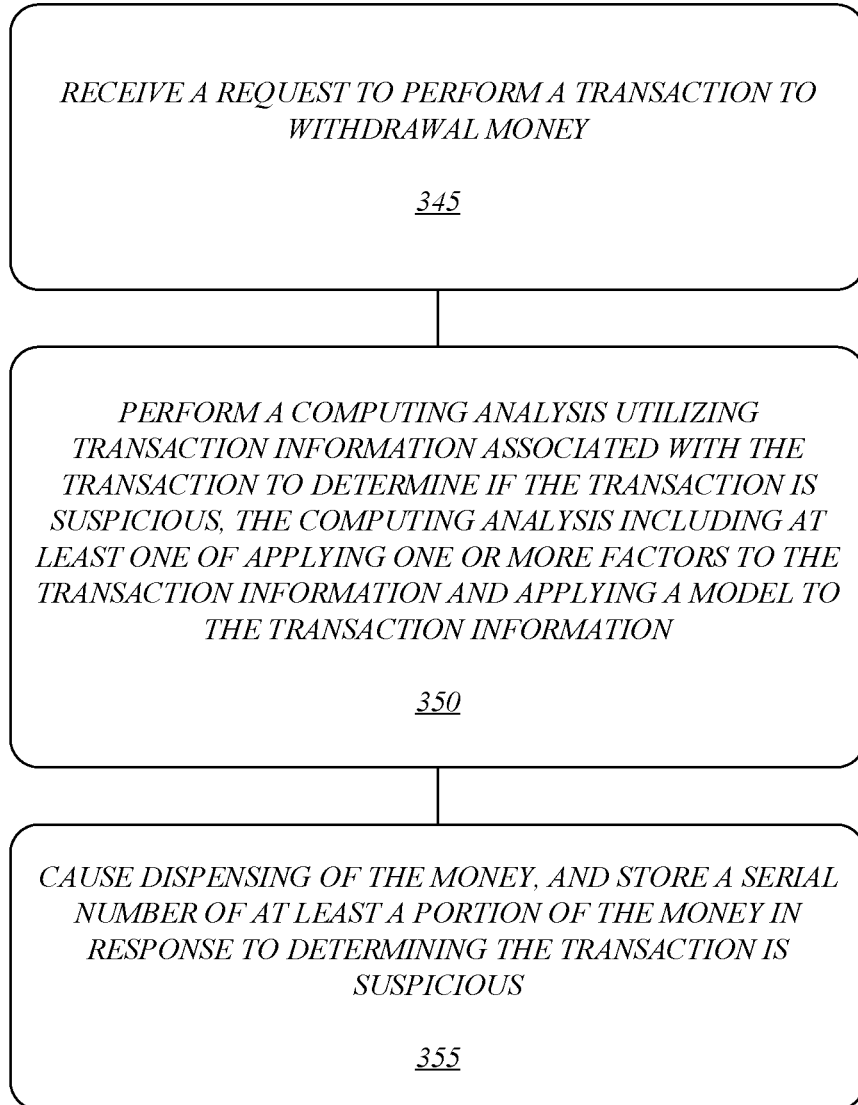 RECEIVE A REQUEST TO PERFORM A TRANSACTION TO
WITHDRAWAL MONEY
345
PERFORM A COMPUTING ANALYSIS UTILIZING
TRANSACTION INFORMATION ASSOCIATED WITH THE
TRANSACTION TO DETERMINE IF THE TRANSACTION IS
SUSPICIOUS, THE COMPUTING ANALYSIS INCLUDING AT
LEAST ONE OF APPLYING ONE OR MORE FACTORS TO THE
TRANSACTION INFORMATION AND APPLYING A MODEL TO
THE TRANSACTION INFORMATION
350
CAUSE DISPENSING OF THE MONEY, AND STORE A SERIAL
NUMBER OF AT LEAST A PORTION OF THE MONEY IN
RESPONSE TO DETERMINING THE TRANSACTION IS
SUSPICIOUS
355